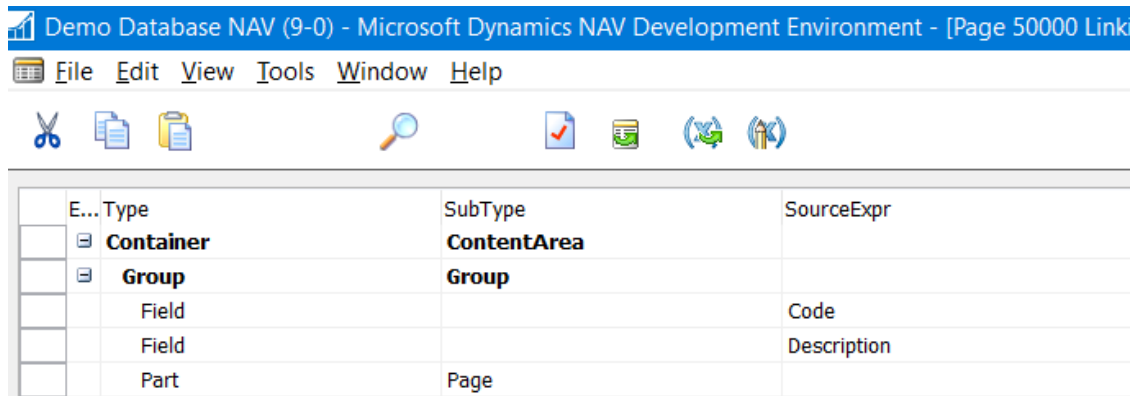 Demo Database NAV (9-0) - Microsoft Dynamics NAV Development Environment - [Page 50000 Linki
File Edit View Tools Window Help
E... Type SubType SourceExpr
Container ContentArea
Group Group
Field Code
Field Description
Part Page